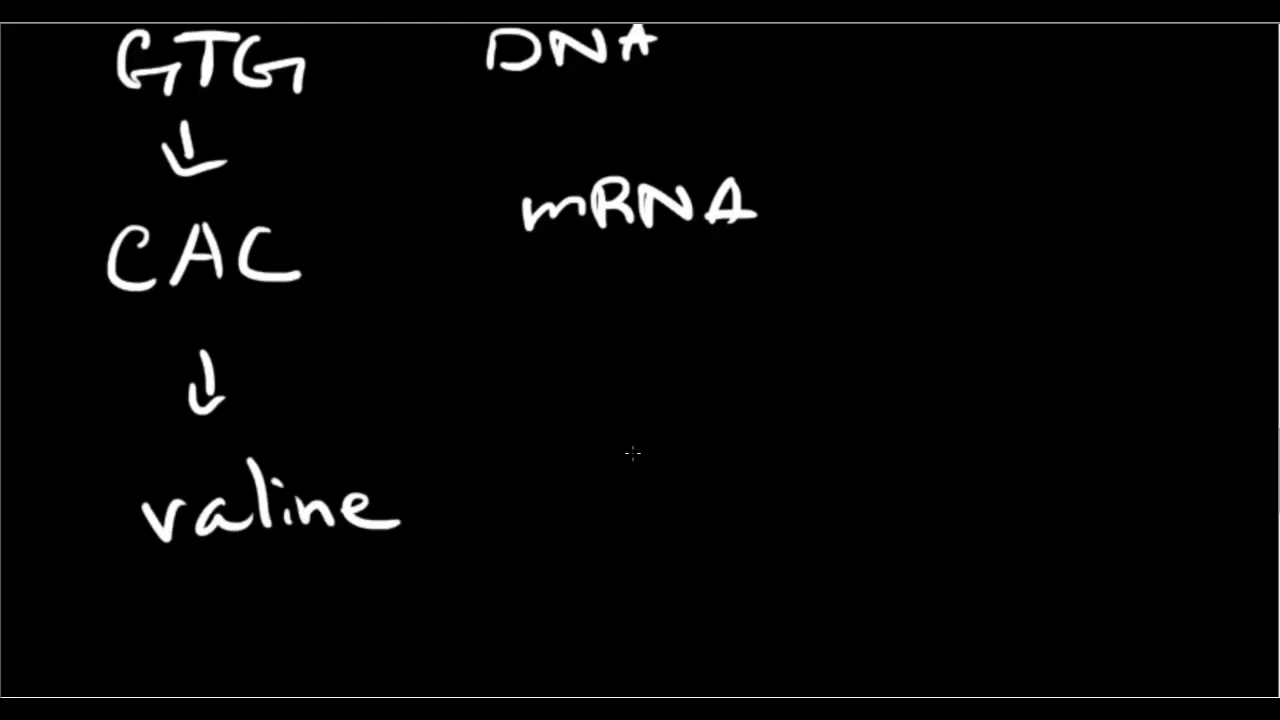 GTG DNA
↓
CAC mRNA
↓
valine